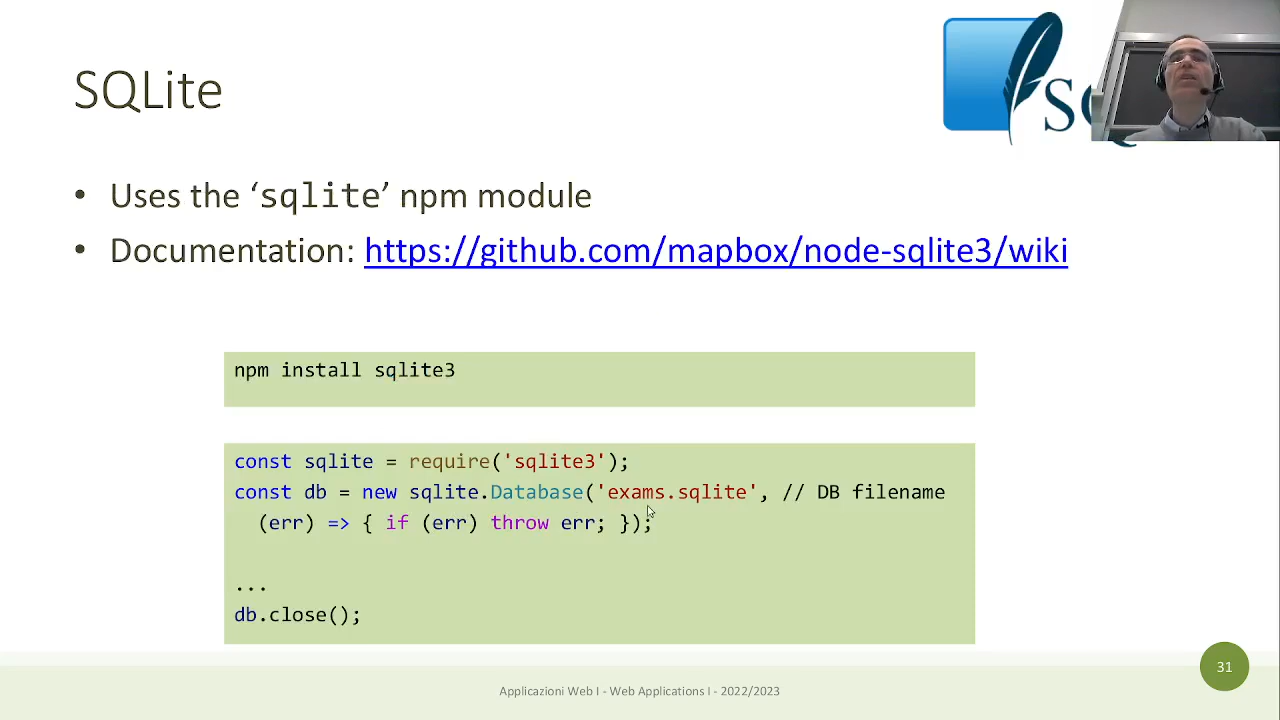 SQLite
• Uses the ‘sqlite’ npm module
• Documentation: https://github.com/mapbox/node-sqlite3/wiki
npm install sqlite3
const sqlite = require('sqlite3');
const db = new sqlite.Database('exams.sqlite', // DB filename
(err) => { if (err) throw err; });
...
db.close();
31
Applicazioni Web I - Web Applications I - 2022/2023